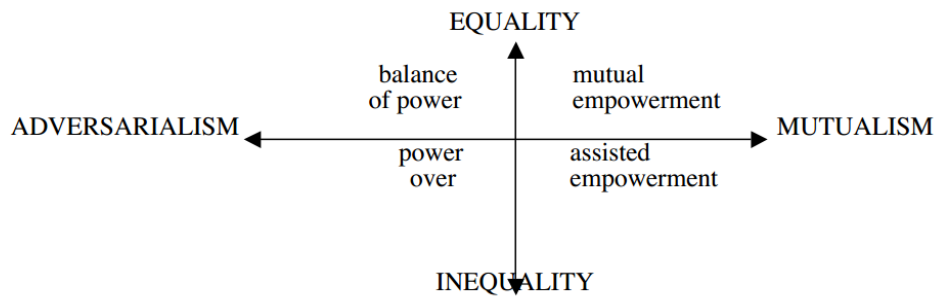 EQUALITY
balance
of power
mutual
empowerment
ADVERSARIALISM
MUTUALISM
power
over
assisted
empowerment
INEQUALITY